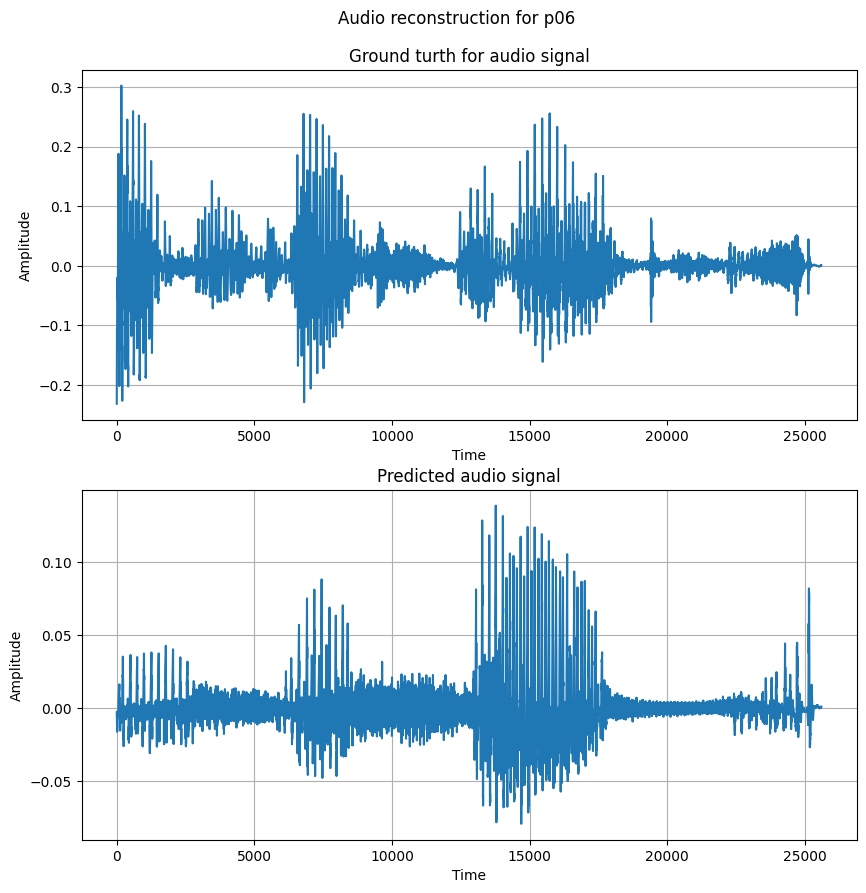 Audio reconstruction for p06
Ground turth for audio signal
0.3
0.2
0.1
0.0
−0.1
−0.2
Amplitude
0 5000 10000 15000 20000 25000
Time
Predicted audio signal
0.10
0.05
0.00
−0.05
Amplitude
0 5000 10000 15000 20000 25000
Time